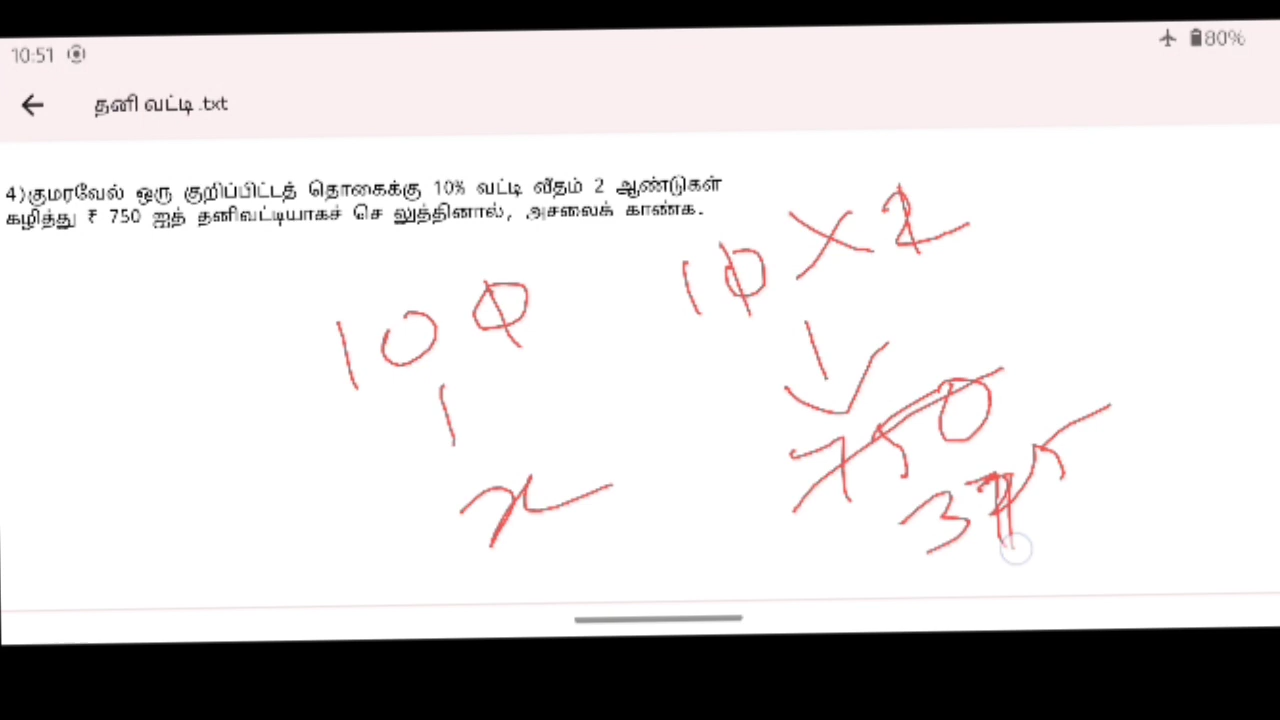 10:51 80%
தனி வட்டி .txt
4)குமரவேல் ஒரு குறிப்பிட்டத் தொகைக்கு 10% வட்டி வீதம் 2 ஆண்டுகள்
கழித்து ₹ 750 ஐத் தனிவட்டியாகச் செ லுத்தினால், அசலைக் காண்க.
100 10 × 2
x 750
375